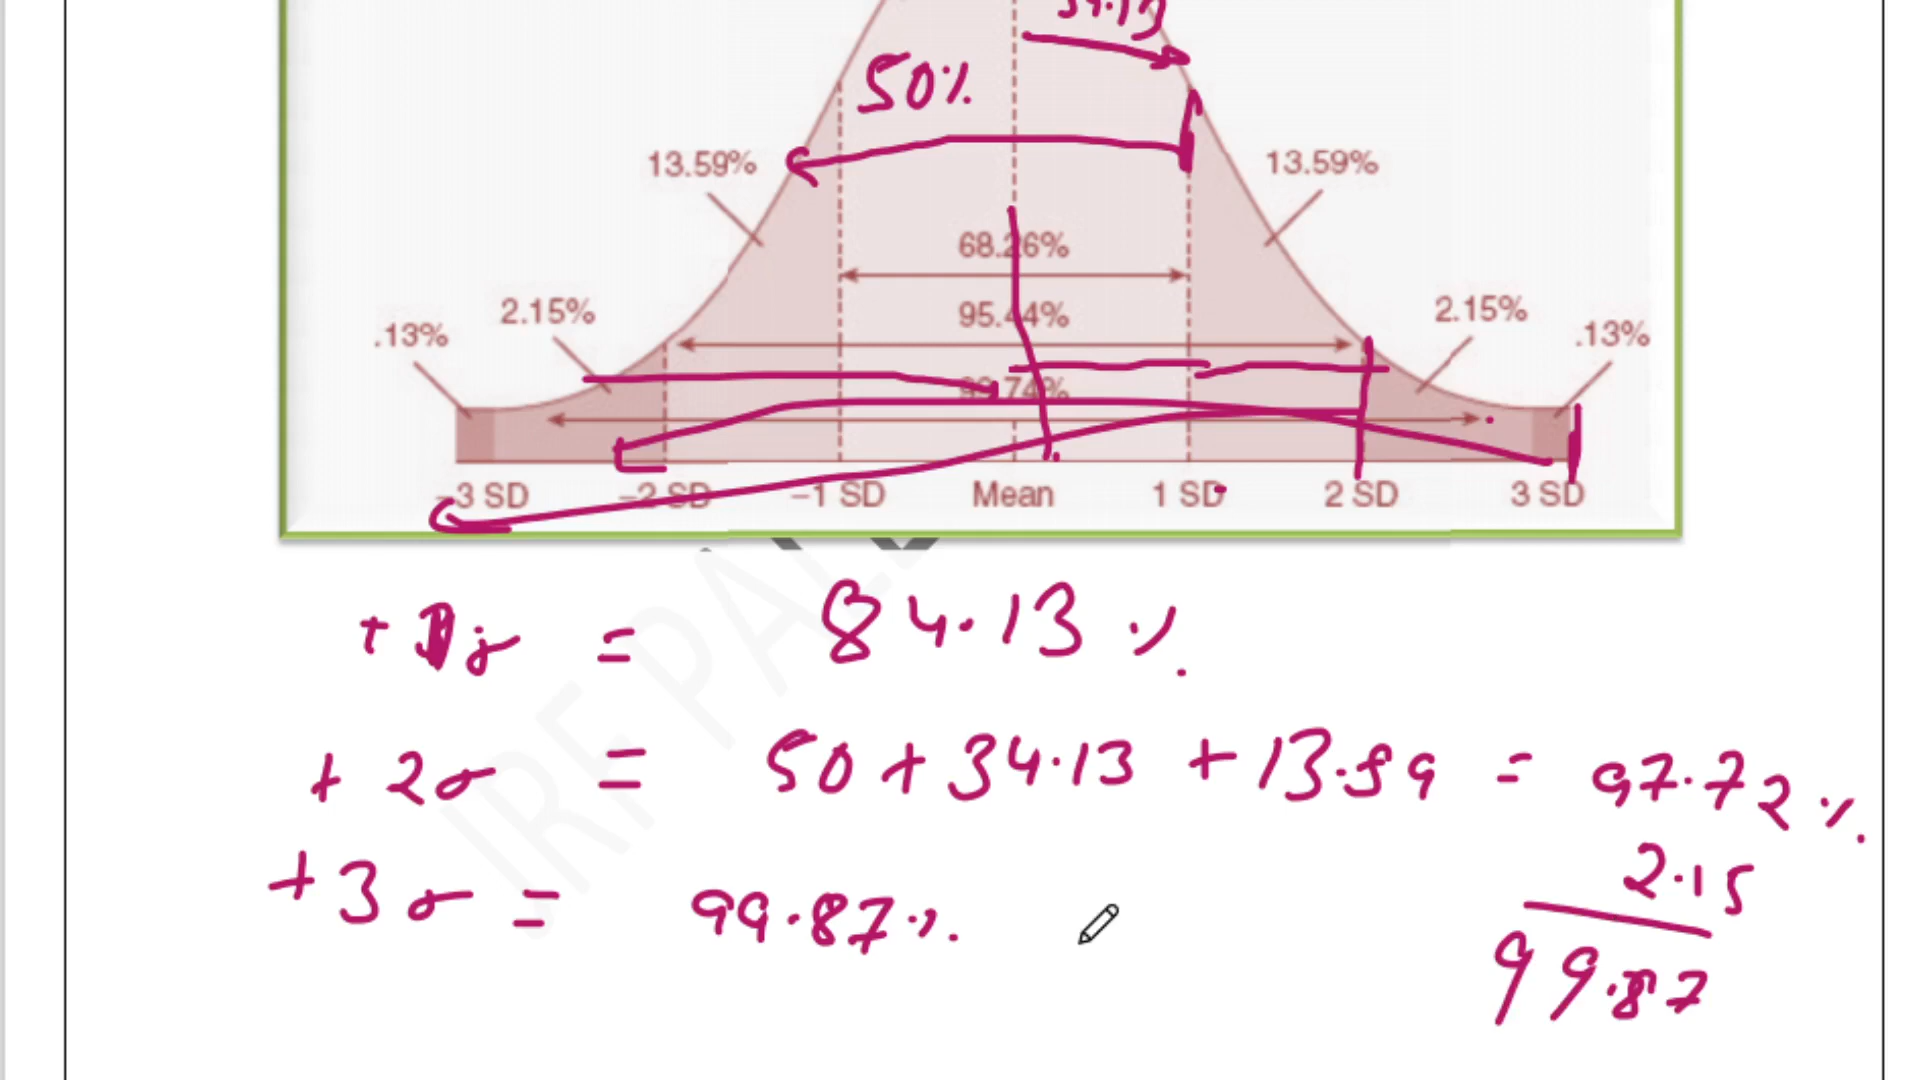 34.13
50%
13.59% 13.59%
68.26%
95.44%
2.15% 2.15%
.13% .13%
99.74%
-3 SD -2 SD -1 SD Mean 1 SD 2 SD 3 SD
+1σ = 84.13%.
+2σ = 50+34.13 +13.59 = 97.72%.
2.15
+3σ = 99.87%.
99.87